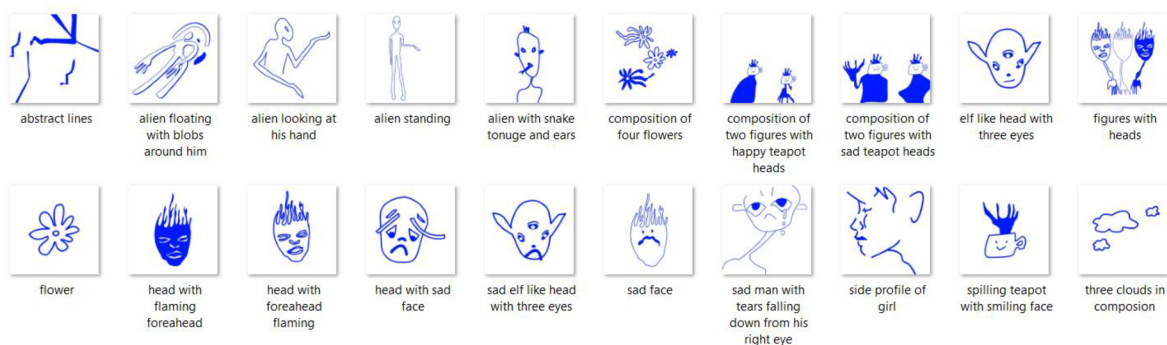 abstract lines
alien floating
with blobs
around him
alien looking at
his hand
alien standing
alien with snake
tonuge and ears
composition of
four flowers
composition of
two figures with
happy teapot
heads
composition of
two figures with
sad teapot heads
elf like head with
three eyes
figures with
heads
flower
head with
flaming
foreahead
head with
foreahead
flaming
head with sad
face
sad elf like head
with three eyes
sad face
sad man with
tears falling
down from his
right eye
side profile of
girl
spilling teapot
with smiling face
three clouds in
composion